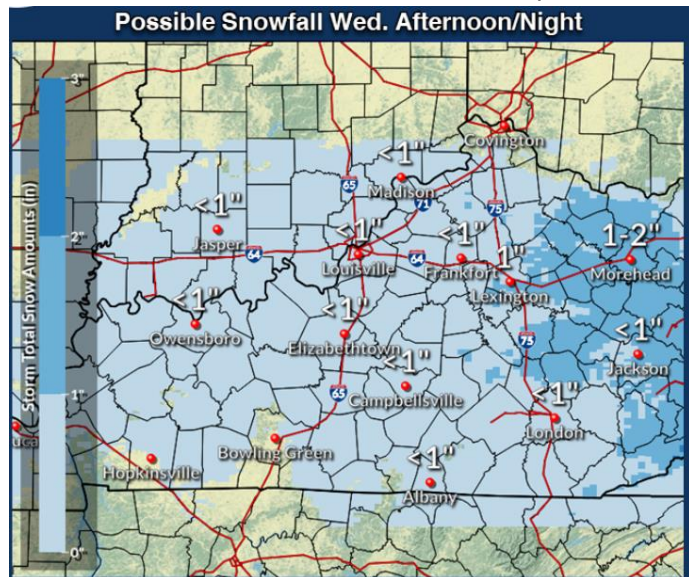 Possible Snowfall Wed. Afternoon/Night
3"
2"
1"
0"
Storm Total Snow Amounts (in)
Covington
<1"
Madison
65
71
75
<1"
Jasper
<1"
Louisville
64
64
<1"
Frankfort
1"
Lexington
1-2"
Morehead
<1"
Owensboro
<1"
Elizabethtown
75
<1"
Jackson
65
<1"
Campbellsville
<1"
London
Bowling Green
Hopkinsville
<1"
Albany